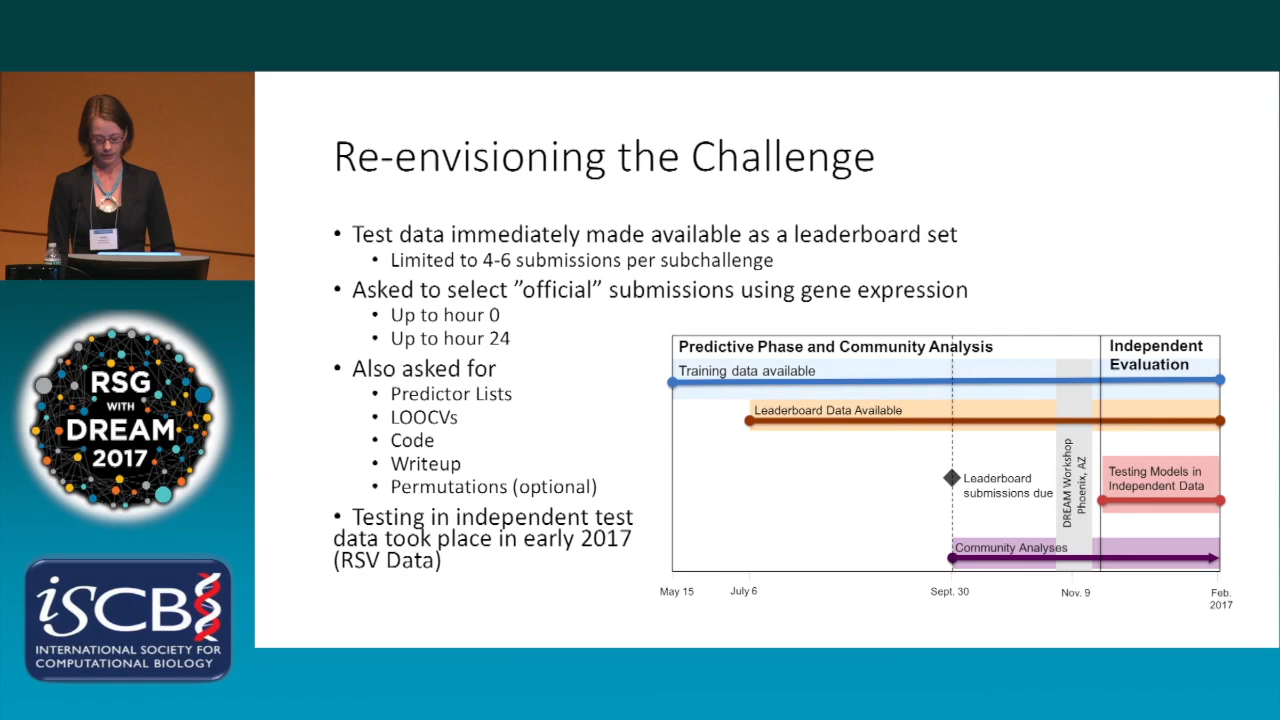 Re-envisioning the Challenge
• Test data immediately made available as a leaderboard set
• Limited to 4-6 submissions per subchallenge
• Asked to select ”official” submissions using gene expression
• Up to hour 0
• Up to hour 24
• Also asked for
• Predictor Lists
• LOOCVs
• Code
• Writeup
• Permutations (optional)
• Testing in independent test
data took place in early 2017
(RSV Data)
Predictive Phase and Community Analysis
Independent
Evaluation
Training data available
Leaderboard Data Available
Leaderboard
submissions due
DREAM Workshop
Phoenix, AZ
Testing Models in
Independent Data
Community Analyses
May 15
July 6
Sept. 30
Nov. 9
Feb.
2017
RSG
WITH
DREAM
2017
iSCB
INTERNATIONAL SOCIETY FOR
COMPUTATIONAL BIOLOGY